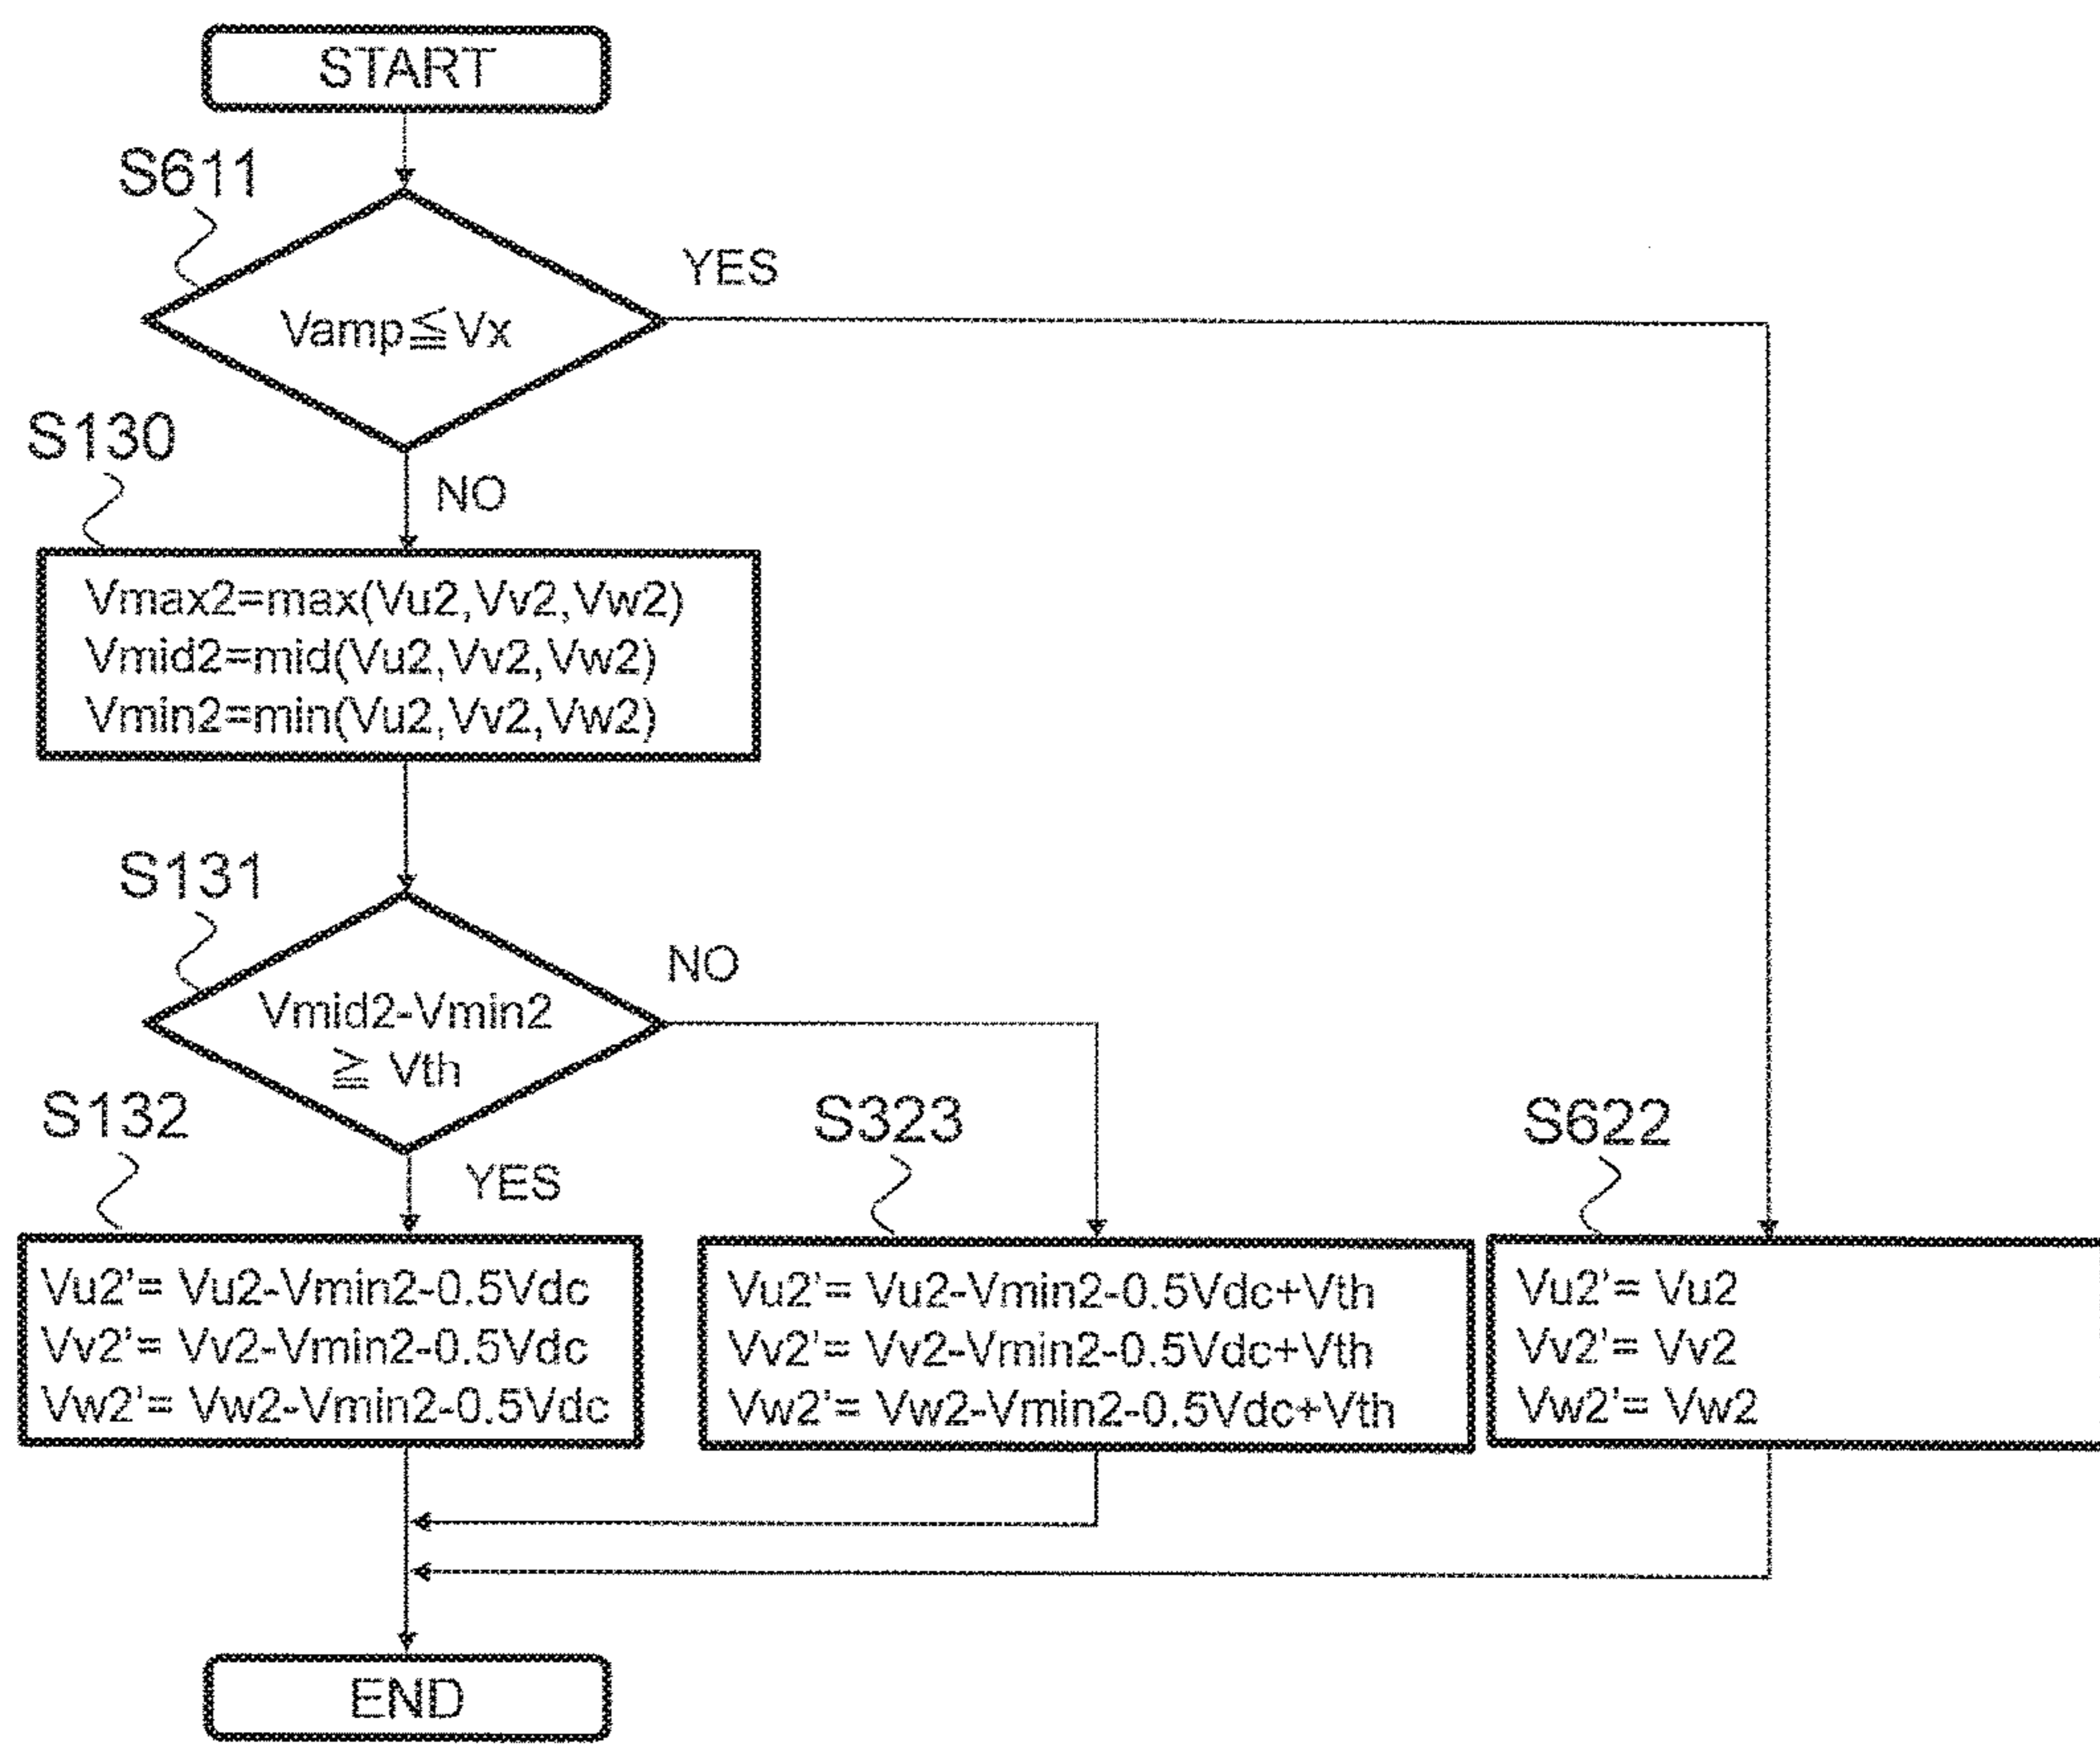 START
S611
YES
Vamp≦Vx
S130
NO
Vmax2=max(Vu2,Vv2,Vw2)
Vmid2=mid(Vu2,Vv2,Vw2)
Vmin2=min(Vu2,Vv2,Vw2)
S131
NO
Vmid2-Vmin2
≧ Vth
S132
YES
S323
S622
Vu2'= Vu2-Vmin2-0.5Vdc
Vv2'= Vv2-Vmin2-0.5Vdc
Vw2'= Vw2-Vmin2-0.5Vdc
Vu2'= Vu2-Vmin2-0.5Vdc+Vth
Vv2'= Vv2-Vmin2-0.5Vdc+Vth
Vw2'= Vw2-Vmin2-0.5Vdc+Vth
Vu2'= Vu2
Vv2'= Vv2
Vw2'= Vw2
END